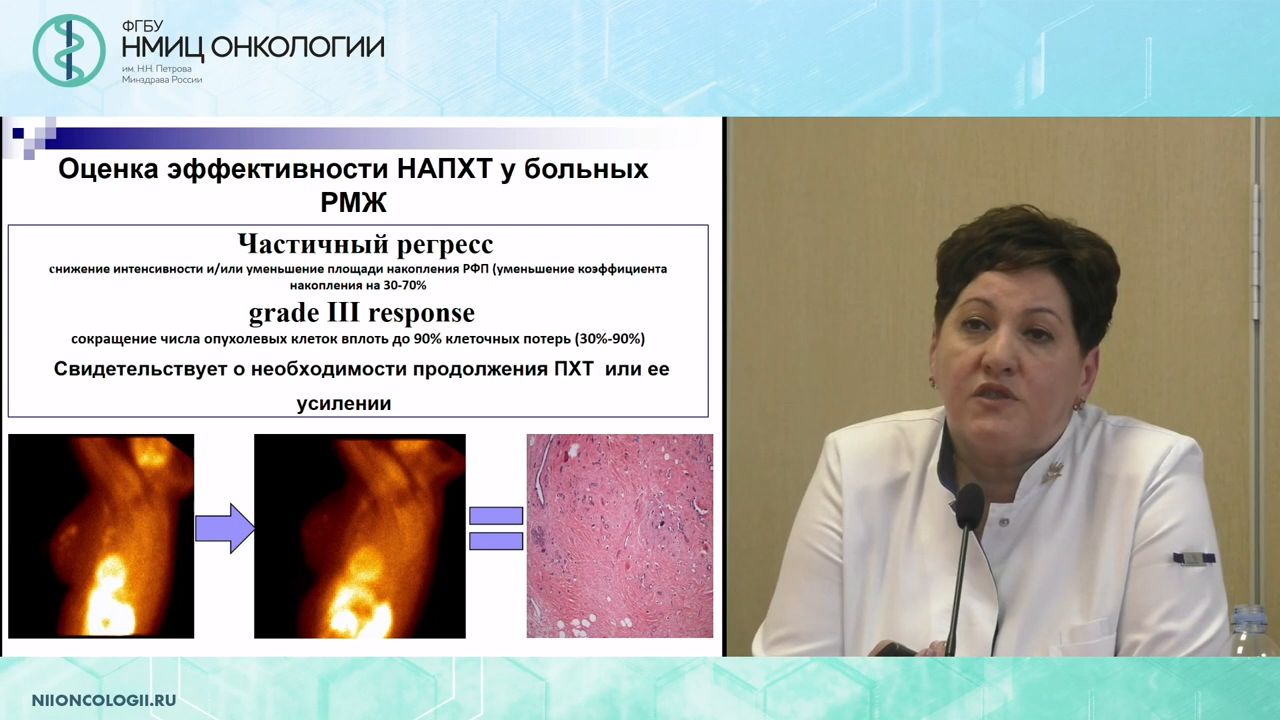 ФГБУ
НМИЦ ОНКОЛОГИИ
им. Н.Н. Петрова
Минздрава России
Оценка эффективности НАПХТ у больных
РМЖ
Частичный регресс
снижение интенсивности и/или уменьшение площади накопления РФП (уменьшение коэффициента
накопления на 30-70%
grade III response
сокращение числа опухолевых клеток вплоть до 90% клеточных потерь (30%-90%)
Свидетельствует о необходимости продолжения ПХТ или ее
усилении
NIIONCOLOGII.RU